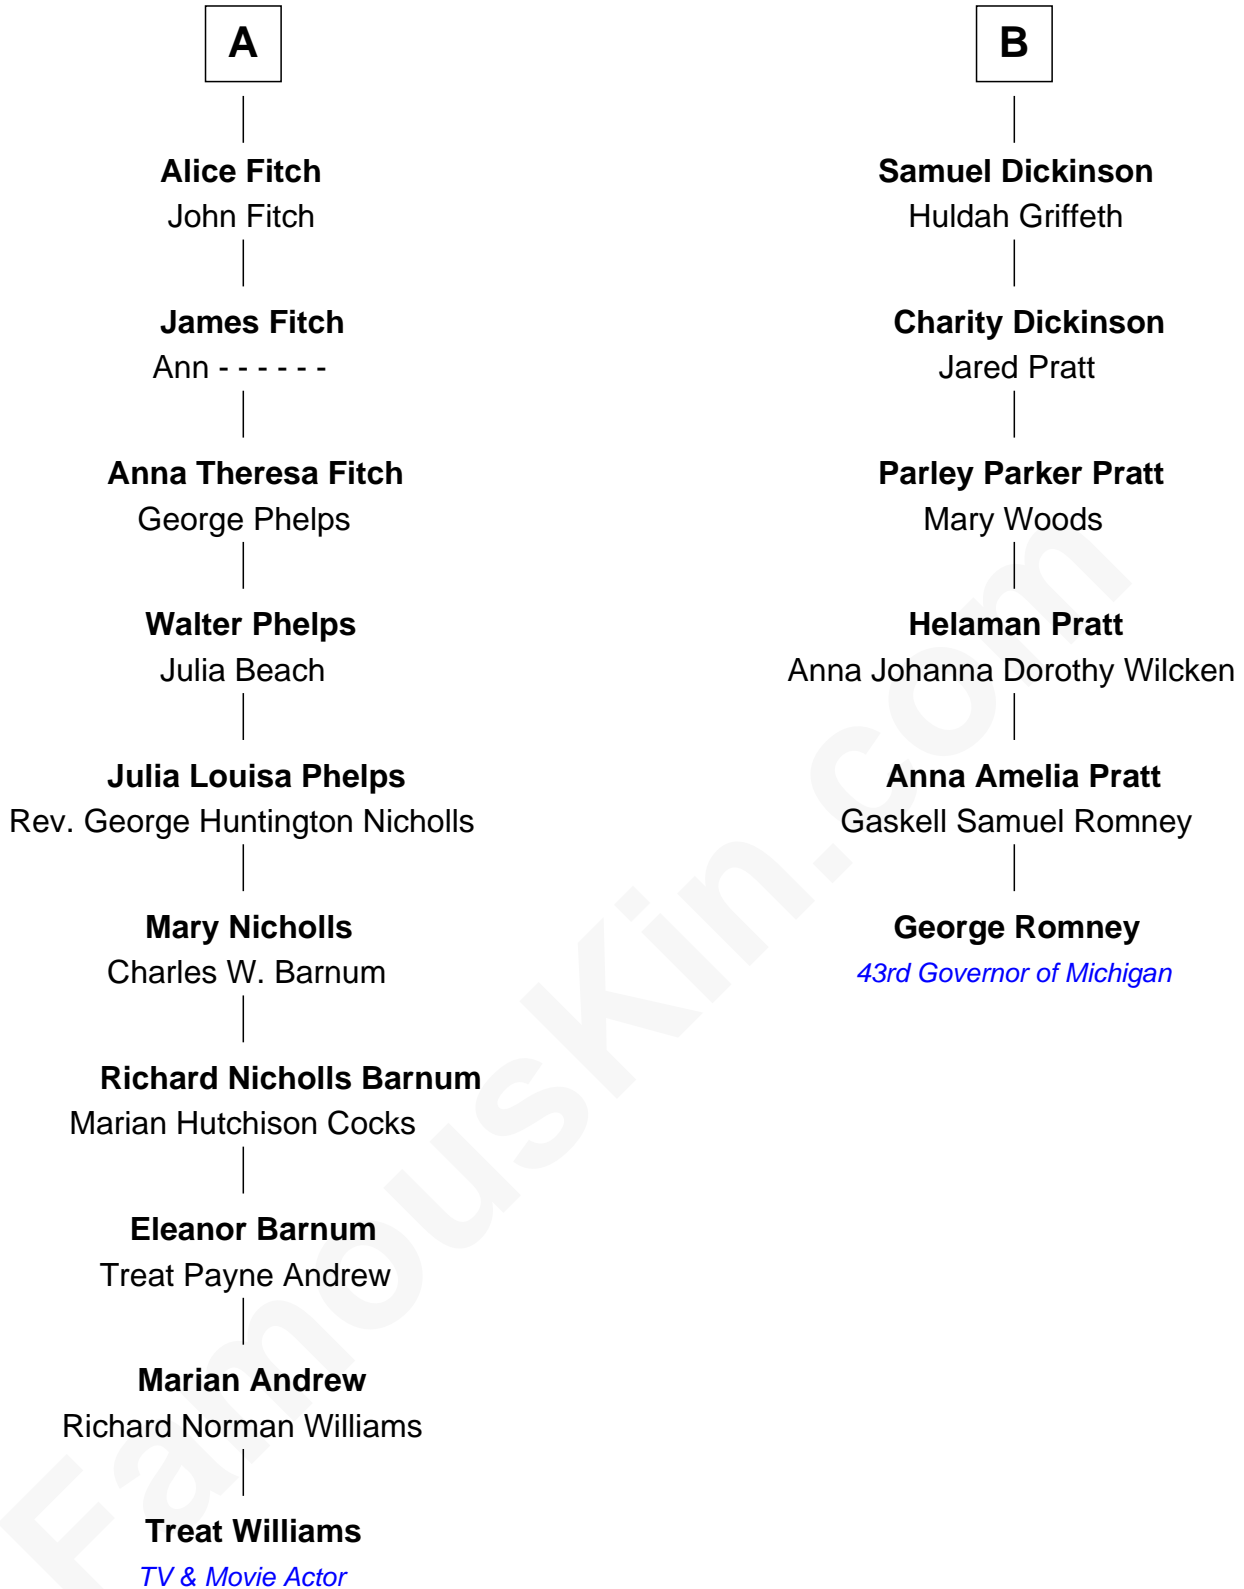 A
Alice Fitch
John Fitch
James Fitch
Ann - - - - - -
Anna Theresa Fitch
George Phelps
Walter Phelps
Julia Beach
Julia Louisa Phelps
Rev. George Huntington Nicholls
Mary Nicholls
Charles W. Barnum
Richard Nicholls Barnum
Marian Hutchison Cocks
Eleanor Barnum
Treat Payne Andrew
Marian Andrew
Richard Norman Williams
Treat Williams
TV & Movie Actor
B
Samuel Dickinson
Huldah Griffeth
Charity Dickinson
Jared Pratt
Parley Parker Pratt
Mary Woods
Helaman Pratt
Anna Johanna Dorothy Wilcken
Anna Amelia Pratt
Gaskell Samuel Romney
George Romney
43rd Governor of Michigan
FamousKin.com